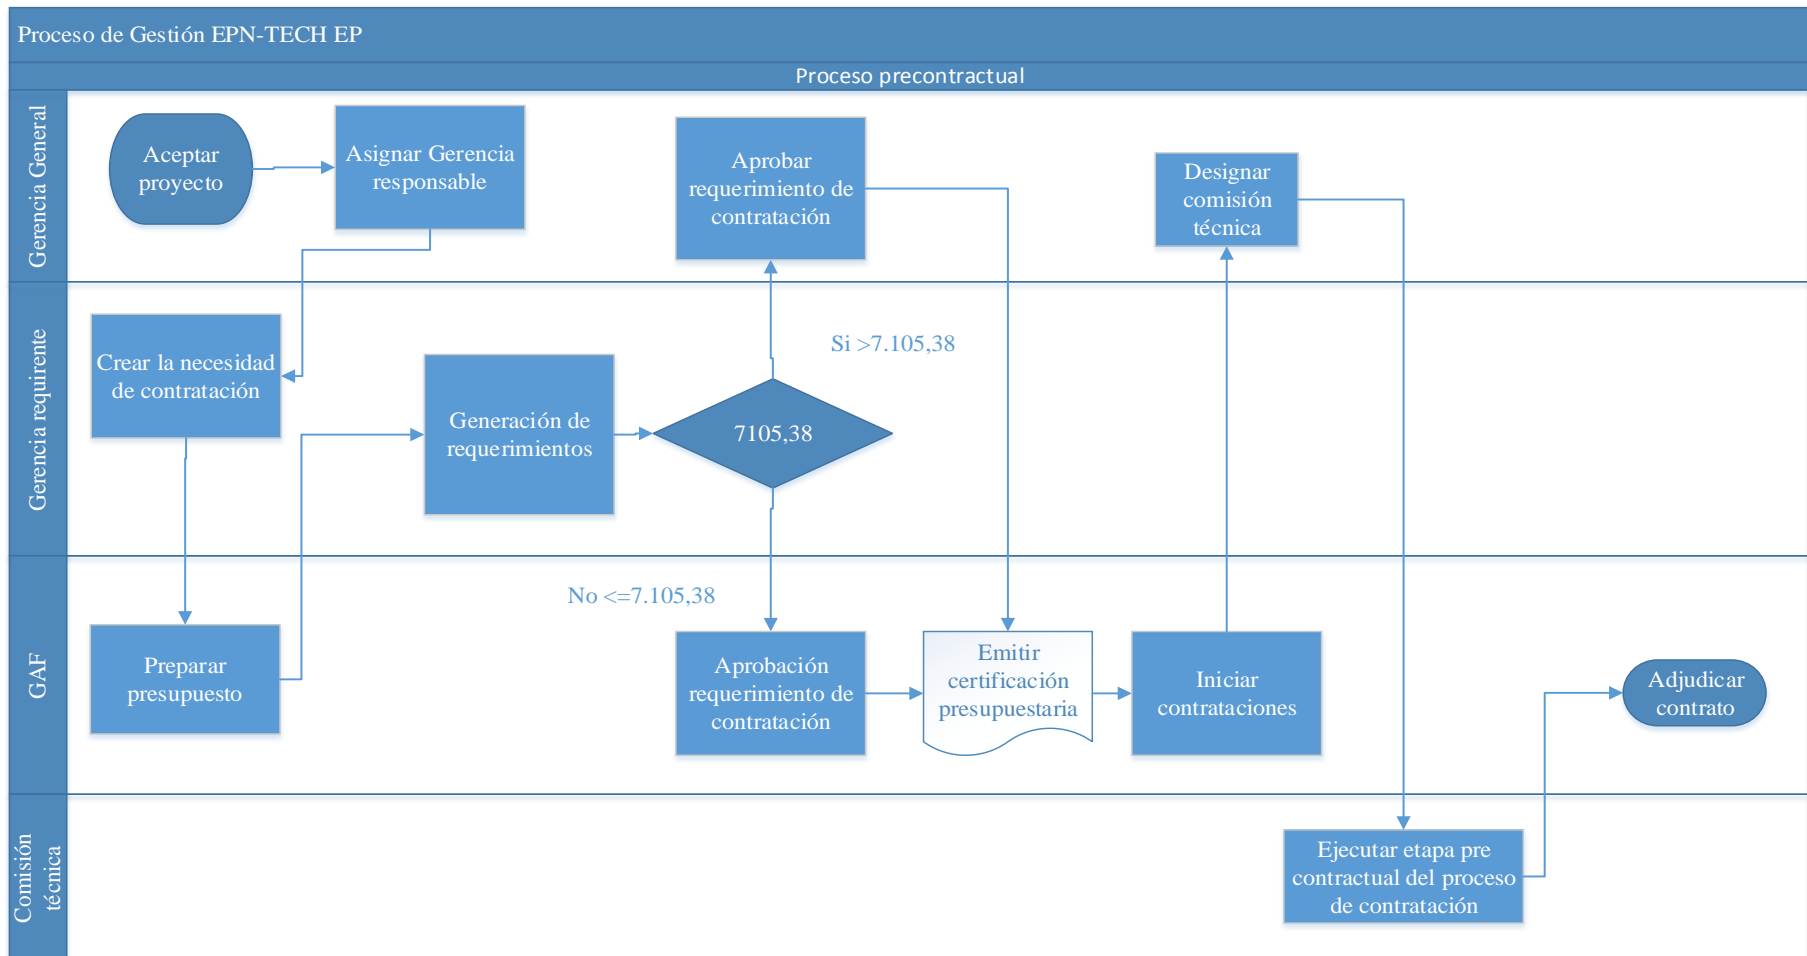 Proceso de Gestión EPN-TECH EP
Proceso precontractual
Gerencia General
Aceptar
proyecto
Asignar Gerencia
responsable
Aprobar
requerimiento de
contratación
Designar
comisión
técnica
Gerencia requirente
Crear la necesidad
de contratación
Generación de
requerimientos
Si >7.105,38
7105,38
GAF
No <=7.105,38
Preparar
presupuesto
Aprobación
requerimiento de
contratación
Emitir
certificación
presupuestaria
Iniciar
contrataciones
Adjudicar
contrato
Comisión
técnica
Ejecutar etapa pre
contractual del proceso
de contratación